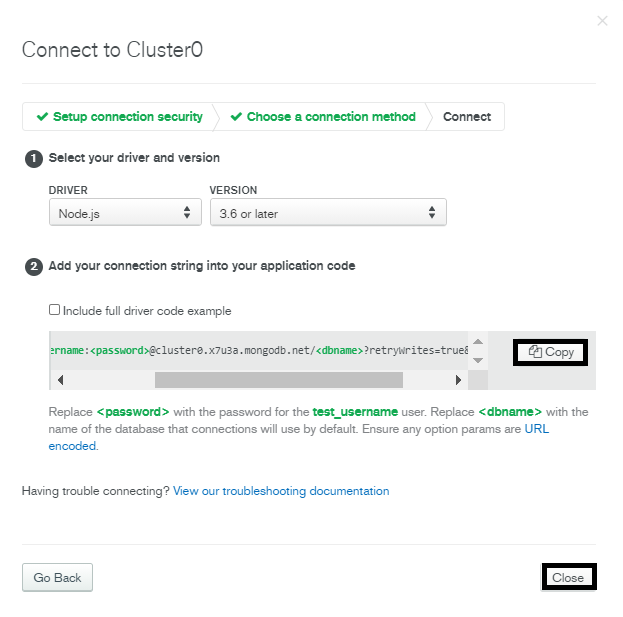 Connect to Cluster0
Setup connection security
Choose a connection method
Connect
1 Select your driver and version
DRIVER
VERSION
Node.js
3.6 or later
2 Add your connection string into your application code
Include full driver code example
ername:<password>@cluster0.x7u3a.mongodb.net/<dbname>?retryWrites=true&
Copy
Replace <password> with the password for the test_username user. Replace <dbname> with the
name of the database that connections will use by default. Ensure any option params are URL
encoded.
Having trouble connecting? View our troubleshooting documentation
Go Back
Close